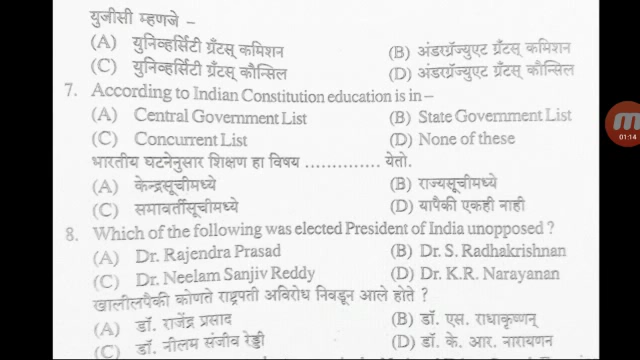 युजीसी म्हणजे –
(A) युनिव्हर्सिटी ग्रँटस् कमिशन (B) अंडरग्रॅज्युएट ग्रँटस् कमिशन
(C) युनिव्हर्सिटी ग्रँटस् कौन्सिल (D) अंडरग्रॅज्युएट ग्रँटस् कौन्सिल
7. According to Indian Constitution education is in –
(A) Central Government List (B) State Government List
(C) Concurrent List (D) None of these
भारतीय घटनेनुसार शिक्षण हा विषय ............... येतो.
(A) केन्द्रसूचीमध्ये (B) राज्यसूचीमध्ये
(C) समावर्तीसूचीमध्ये (D) यापैकी एकही नाही
8. Which of the following was elected President of India unopposed ?
(A) Dr. Rajendra Prasad (B) Dr. S. Radhakrishnan
(C) Dr. Neelam Sanjiv Reddy (D) Dr. K.R. Narayanan
खालीलपैकी कोणते राष्ट्रपती अविरोध निवडून आले होते ?
(A) डॉ. राजेंद्र प्रसाद (B) डॉ. एस. राधाकृष्णन्
(C) डॉ. नीलम संजीव रेड्डी (D) डॉ. के. आर. नारायणन
01:14